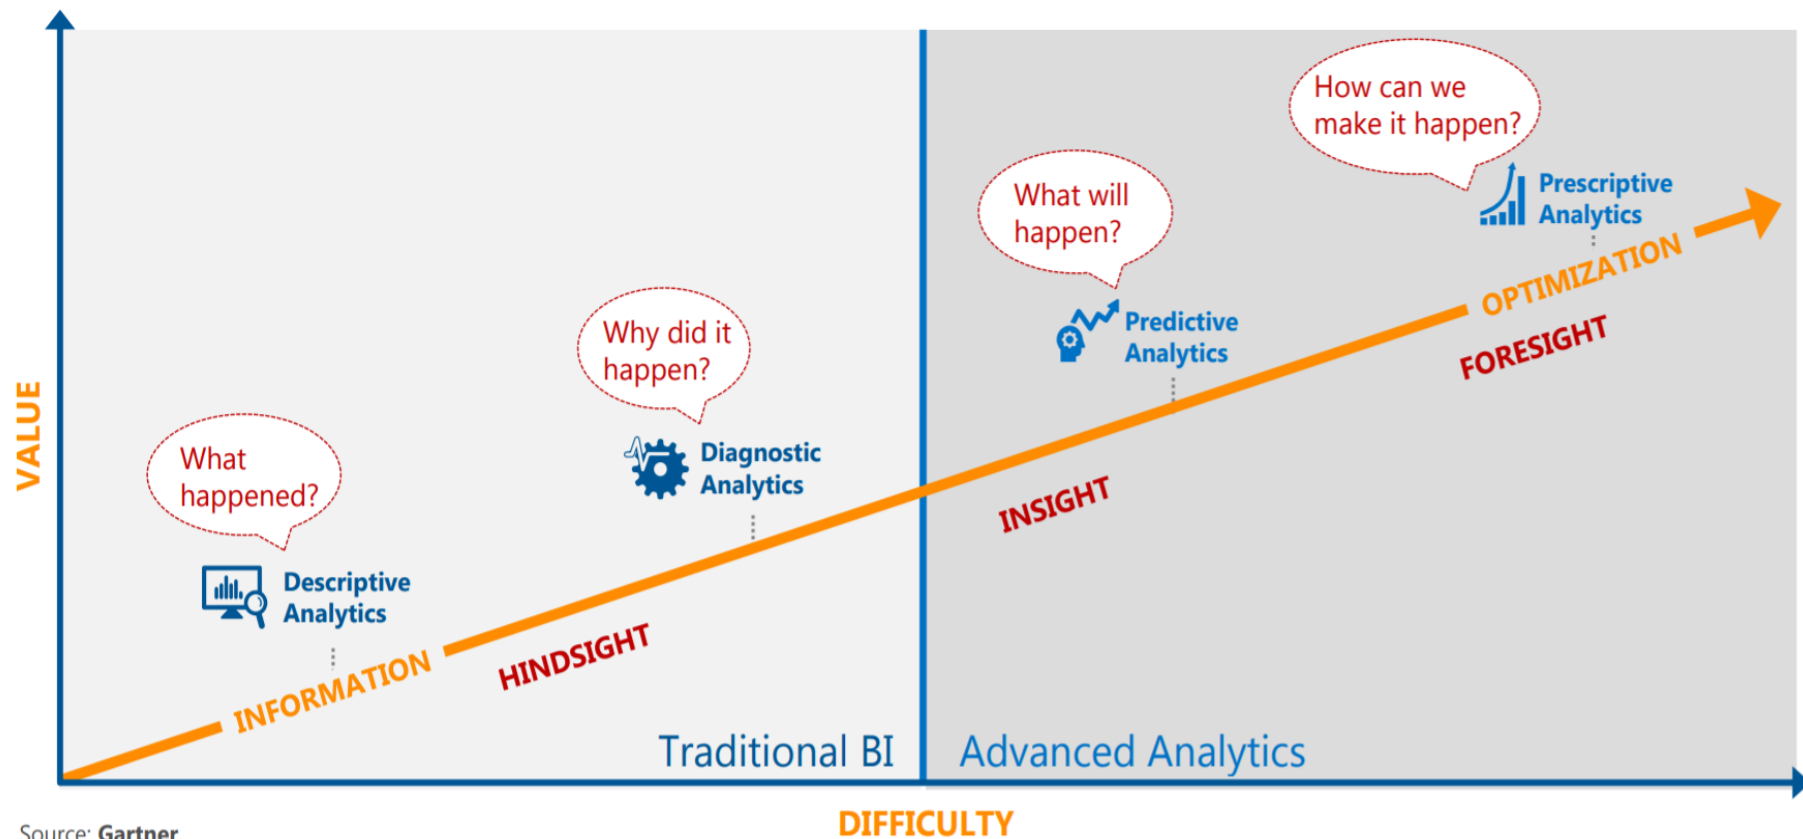 How can we
make it happen?
Prescriptive
Analytics
What will
happen?
OPTIMIZATION
FORESIGHT
Predictive
Analytics
Why did it
happen?
VALUE
INSIGHT
Diagnostic
Analytics
What
happened?
Descriptive
Analytics
HINDSIGHT
INFORMATION
Traditional BI
Advanced Analytics
DIFFICULTY
Source: Gartner